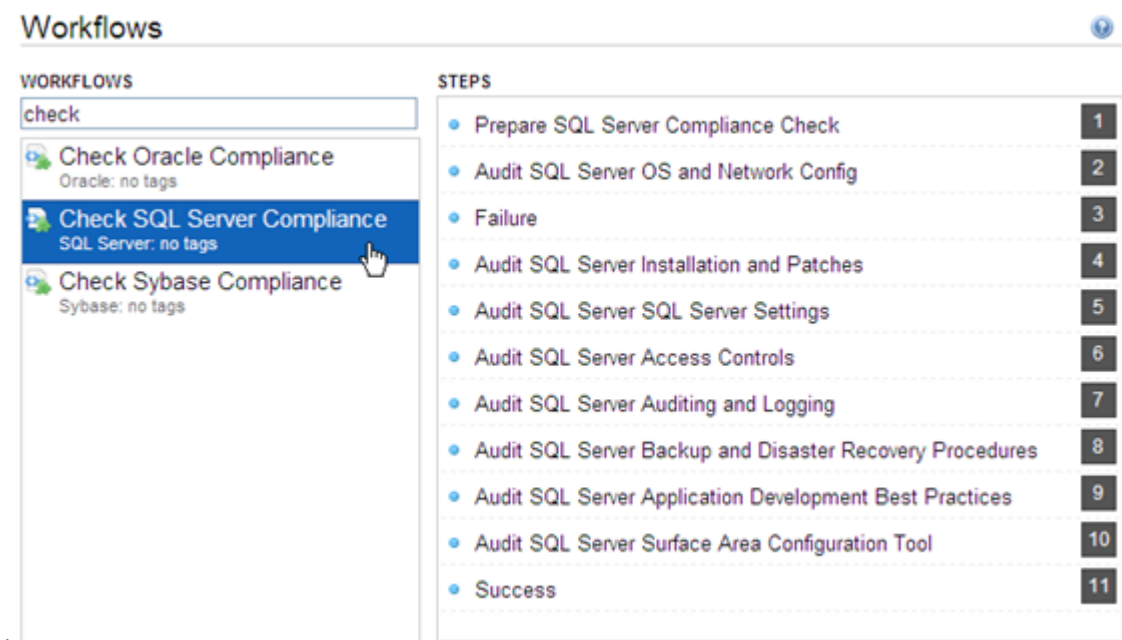 Workflows
WORKFLOWS
check
Check Oracle Compliance
Oracle: no tags
Check SQL Server Compliance
SQL Server: no tags
Check Sybase Compliance
Sybase: no tags
STEPS
Prepare SQL Server Compliance Check 1
Audit SQL Server OS and Network Config 2
Failure 3
Audit SQL Server Installation and Patches 4
Audit SQL Server SQL Server Settings 5
Audit SQL Server Access Controls 6
Audit SQL Server Auditing and Logging 7
Audit SQL Server Backup and Disaster Recovery Procedures 8
Audit SQL Server Application Development Best Practices 9
Audit SQL Server Surface Area Configuration Tool 10
Success 11